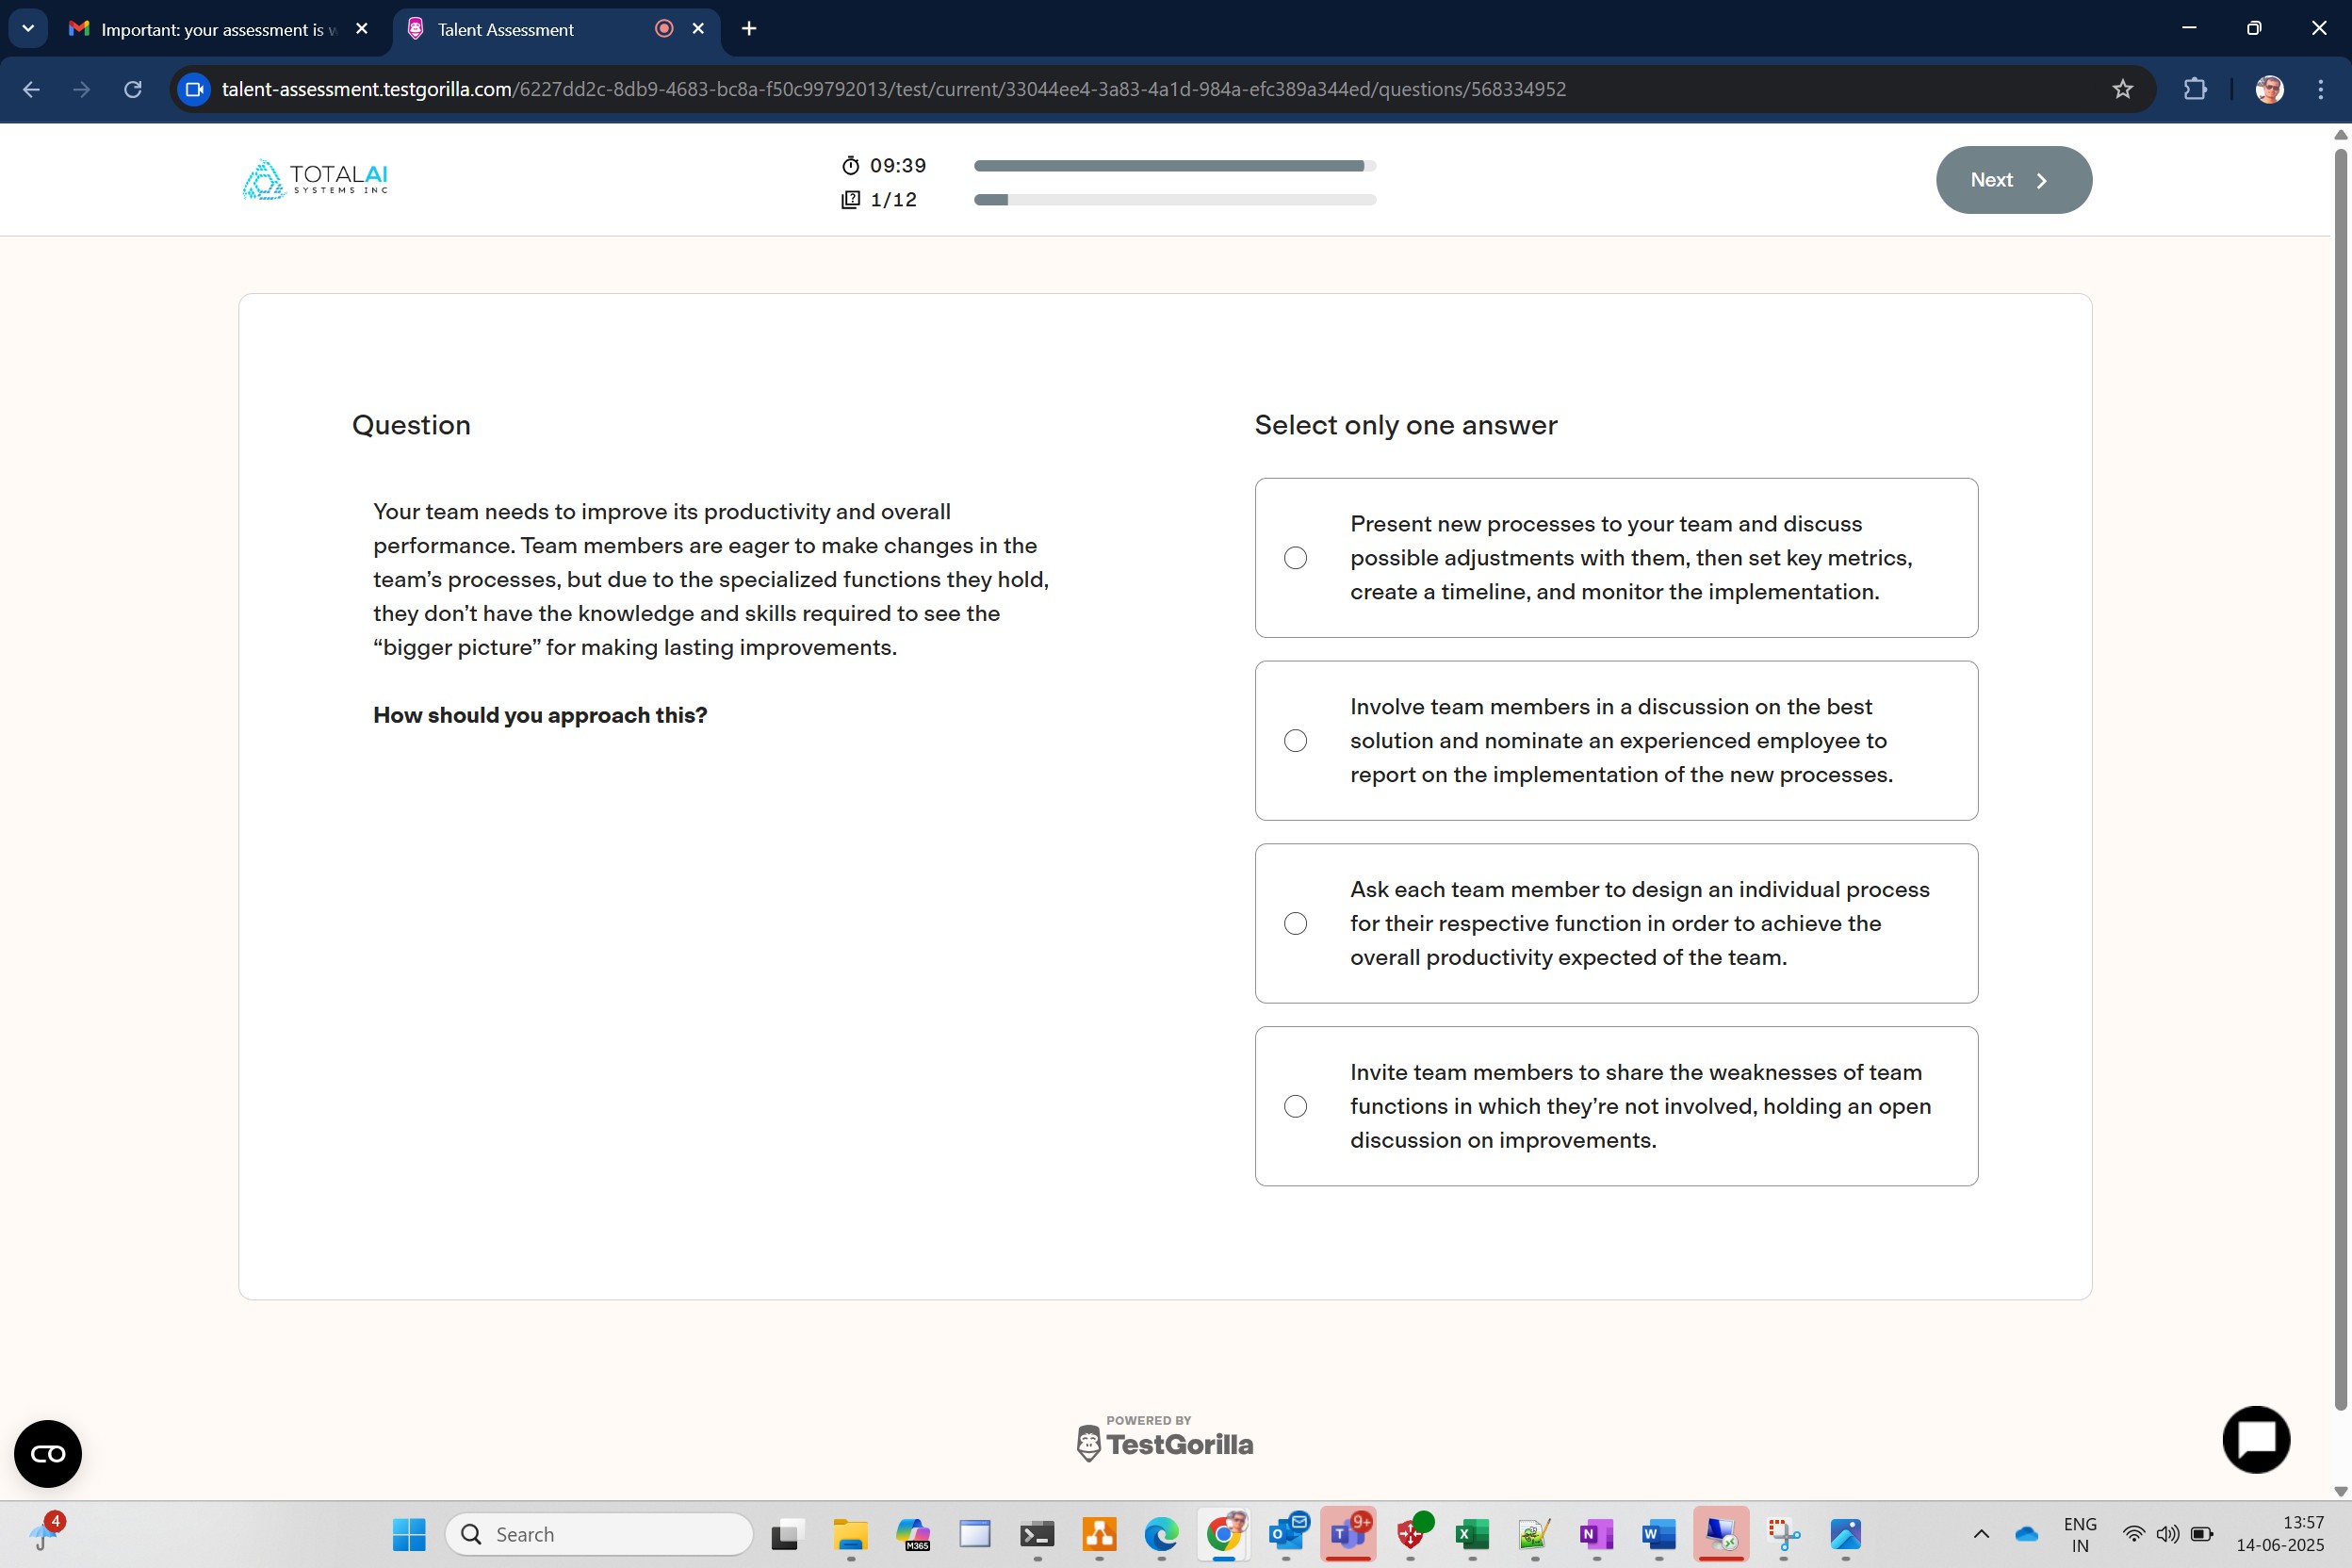 Important: your assessment is w
Talent Assessment
talent-assessment.testgorilla.com/6227dd2c-8db9-4683-bc8a-f50c99792013/test/current/33044ee4-3a83-4a1d-984a-efc389a344ed/questions/568334952
TOTALAI
SYSTEMS INC
09:39
1/12
Next
Question
Your team needs to improve its productivity and overall
performance. Team members are eager to make changes in the
team’s processes, but due to the specialized functions they hold,
they don’t have the knowledge and skills required to see the
“bigger picture” for making lasting improvements.
How should you approach this?
Select only one answer
Present new processes to your team and discuss
possible adjustments with them, then set key metrics,
create a timeline, and monitor the implementation.
Involve team members in a discussion on the best
solution and nominate an experienced employee to
report on the implementation of the new processes.
Ask each team member to design an individual process
for their respective function in order to achieve the
overall productivity expected of the team.
Invite team members to share the weaknesses of team
functions in which they’re not involved, holding an open
discussion on improvements.
POWERED BY
TestGorilla
4
Search
M365
9+
ENG
IN
13:57
14-06-2025